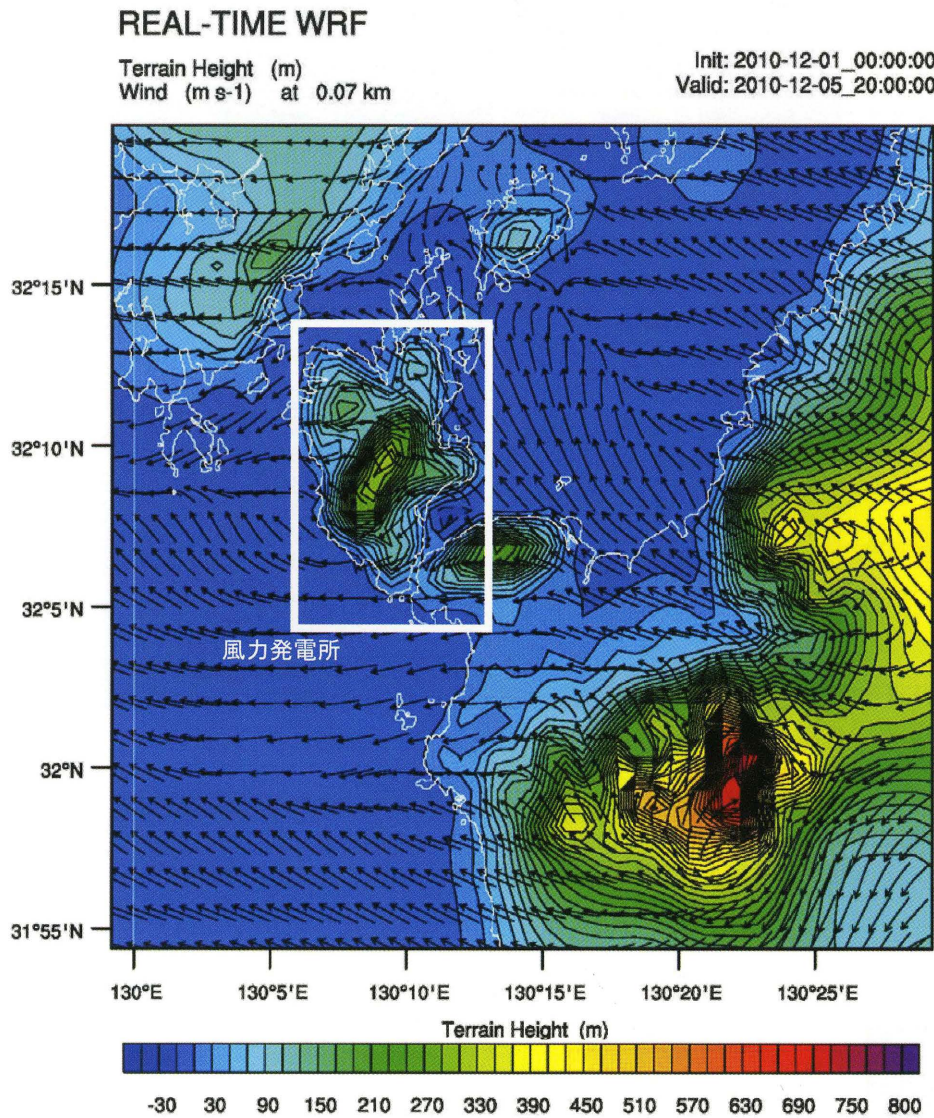 REAL-TIME WRF
Terrain Height (m)
Wind (m s-1) at 0.07 km
Init: 2010-12-01_00:00:00
Valid: 2010-12-05_20:00:00
32°15'N
32°10'N
32°5'N
風力発電所
32°N
31°55'N
130°E 130°5'E 130°10'E 130°15'E 130°20'E 130°25'E
Terrain Height (m)
-30 30 90 150 210 270 330 390 450 510 570 630 690 750 800